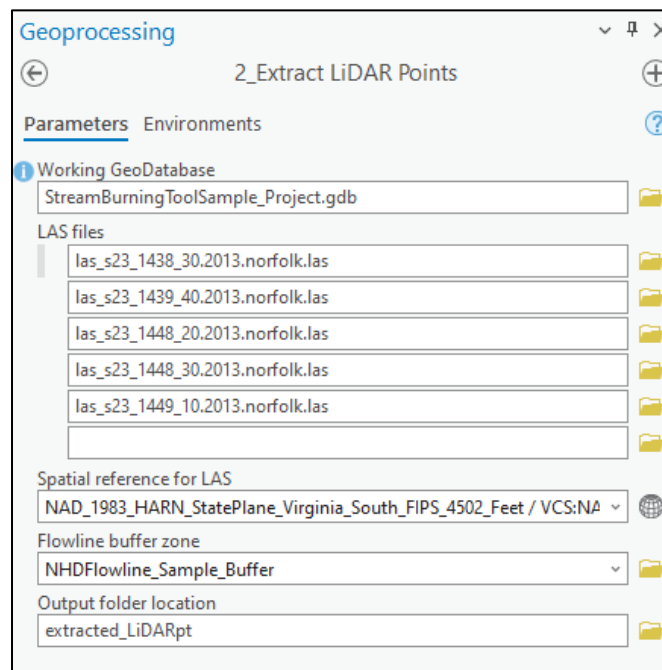 Geoprocessing
2_Extract LiDAR Points
Parameters Environments
Working GeoDatabase
StreamBurningToolSample_Project.gdb
LAS files
las_s23_1438_30.2013.norfolk.las
las_s23_1439_40.2013.norfolk.las
las_s23_1448_20.2013.norfolk.las
las_s23_1448_30.2013.norfolk.las
las_s23_1449_10.2013.norfolk.las
Spatial reference for LAS
NAD_1983_HARN_StatePlane_Virginia_South_FIPS_4502_Feet / VCS:NA
Flowline buffer zone
NHDFlowline_Sample_Buffer
Output folder location
extracted_LiDARpt